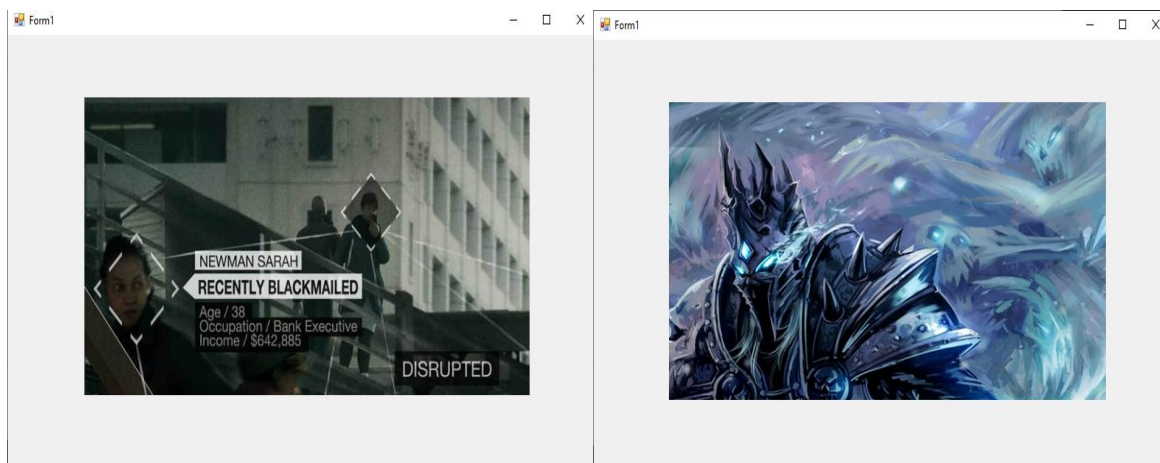 Form1
NEWMAN SARAH
RECENTLY BLACKMAILED
Age / 38
Occupation / Bank Executive
Income / $642,885
DISRUPTED
Form1